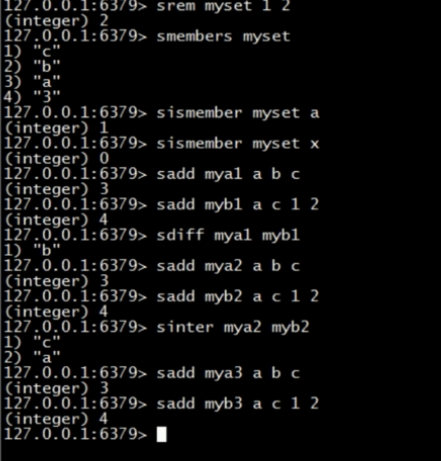 127.0.0.1:6379> srem myset 1 2
(integer) 2
127.0.0.1:6379> smembers myset
1) "c"
2) "b"
3) "a"
4) "3"
127.0.0.1:6379> sismember myset a
(integer) 1
127.0.0.1:6379> sismember myset x
(integer) 0
127.0.0.1:6379> sadd mya1 a b c
(integer) 3
127.0.0.1:6379> sadd myb1 a c 1 2
(integer) 4
127.0.0.1:6379> sdiff mya1 myb1
1) "b"
127.0.0.1:6379> sadd mya2 a b c
(integer) 3
127.0.0.1:6379> sadd myb2 a c 1 2
(integer) 4
127.0.0.1:6379> sinter mya2 myb2
1) "c"
2) "a"
127.0.0.1:6379> sadd mya3 a b c
(integer) 3
127.0.0.1:6379> sadd myb3 a c 1 2
(integer) 4
127.0.0.1:6379>